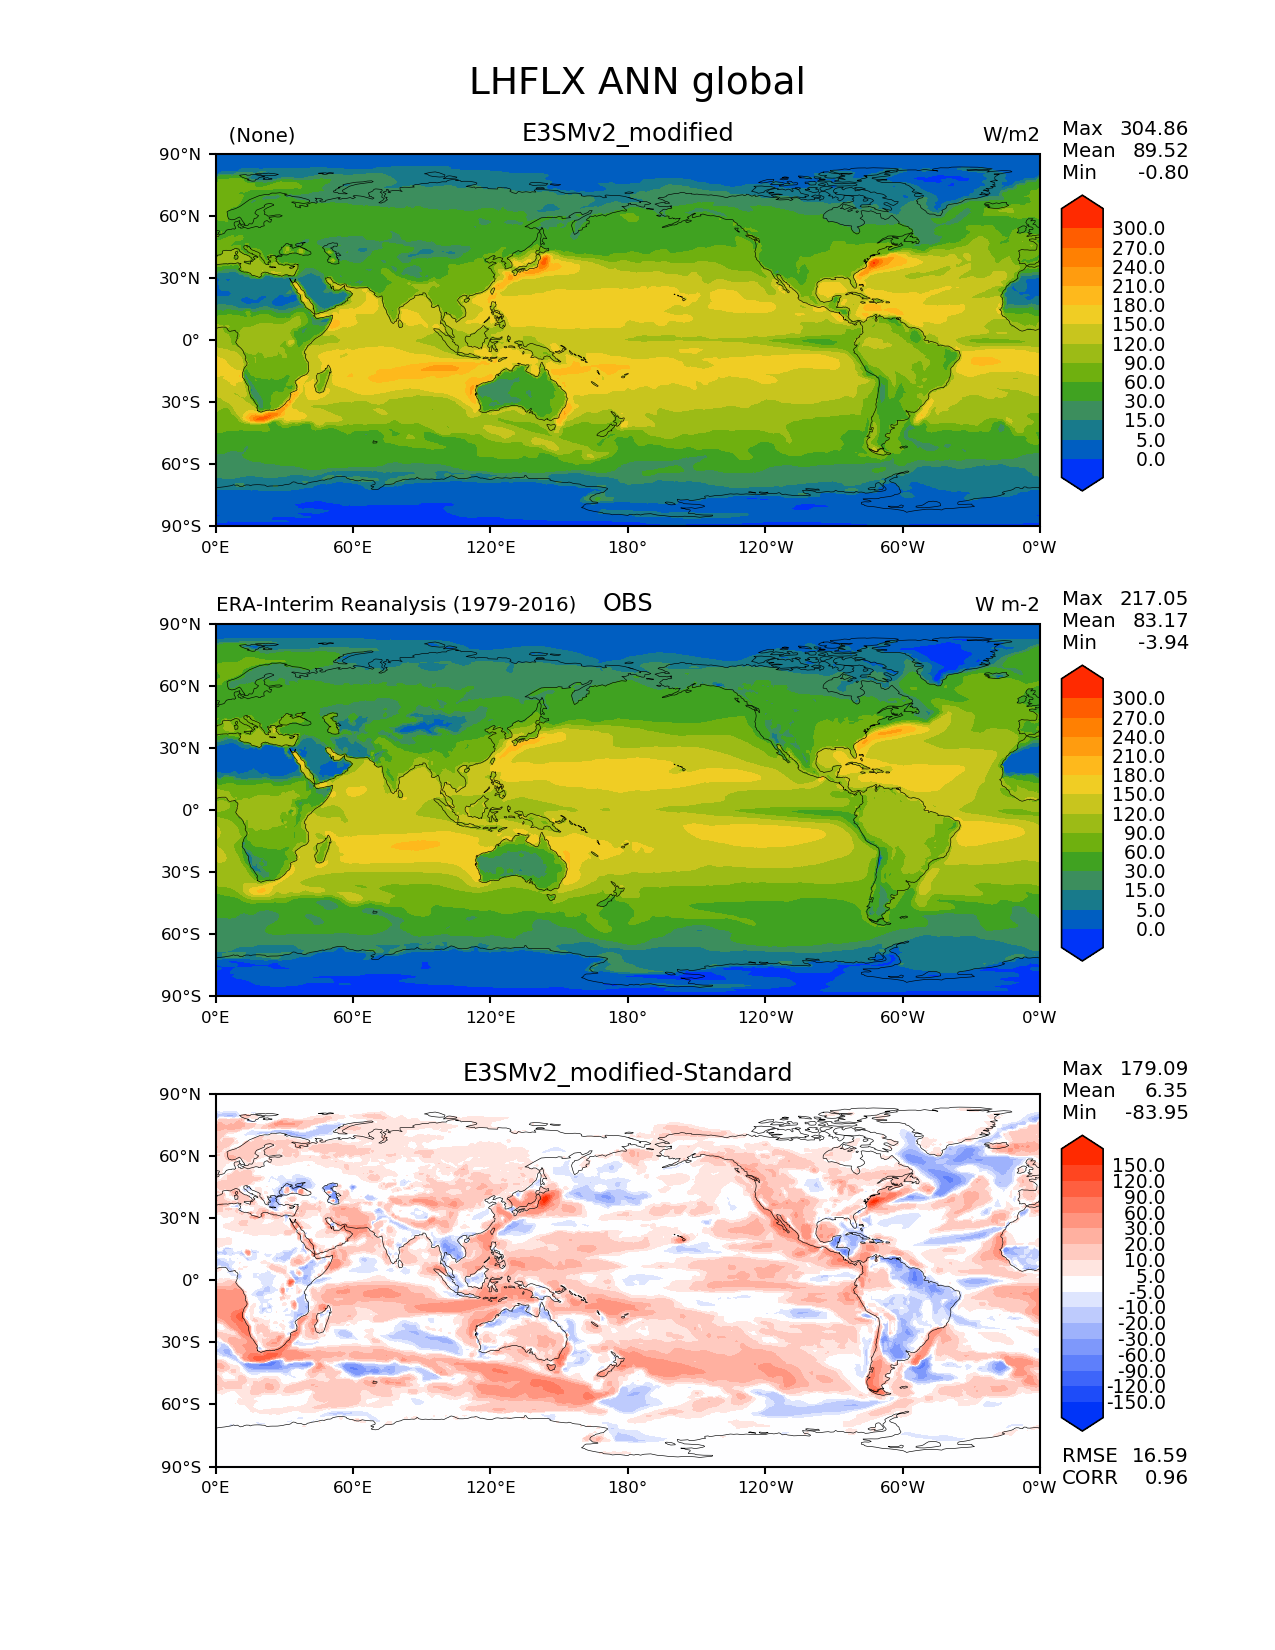 LHFLX ANN global
(None) E3SMv2_modified W/m2
Max 304.86
Mean 89.52
Min -0.80
90°N
60°N
30°N
0°
30°S
60°S
90°S
0°E 60°E 120°E 180° 120°W 60°W 0°W
300.0
270.0
240.0
210.0
180.0
150.0
120.0
90.0
60.0
30.0
15.0
5.0
0.0
ERA-Interim Reanalysis (1979-2016) OBS W m-2
Max 217.05
Mean 83.17
Min -3.94
90°N
60°N
30°N
0°
30°S
60°S
90°S
0°E 60°E 120°E 180° 120°W 60°W 0°W
300.0
270.0
240.0
210.0
180.0
150.0
120.0
90.0
60.0
30.0
15.0
5.0
0.0
E3SMv2_modified-Standard
Max 179.09
Mean 6.35
Min -83.95
90°N
60°N
30°N
0°
30°S
60°S
90°S
0°E 60°E 120°E 180° 120°W 60°W 0°W
150.0
120.0
90.0
60.0
30.0
20.0
10.0
5.0
-5.0
-10.0
-20.0
-30.0
-60.0
-90.0
-120.0
-150.0
RMSE 16.59
CORR 0.96